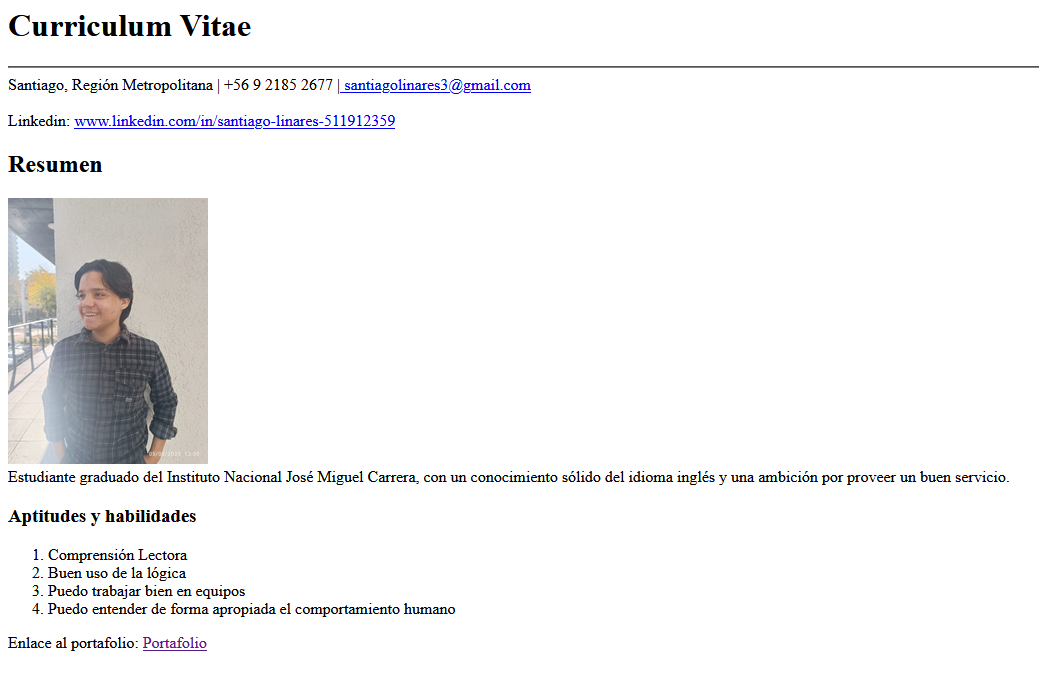 Curriculum Vitae
Santiago, Región Metropolitana | +56 9 2185 2677 | santiagolinares3@gmail.com
Linkedin: www.linkedin.com/in/santiago-linares-511912359
Resumen
Estudiante graduado del Instituto Nacional José Miguel Carrera, con un conocimiento sólido del idioma inglés y una ambición por proveer un buen servicio.
Aptitudes y habilidades
1. Comprensión Lectora
2. Buen uso de la lógica
3. Puedo trabajar bien en equipos
4. Puedo entender de forma apropiada el comportamiento humano
Enlace al portafolio: Portafolio